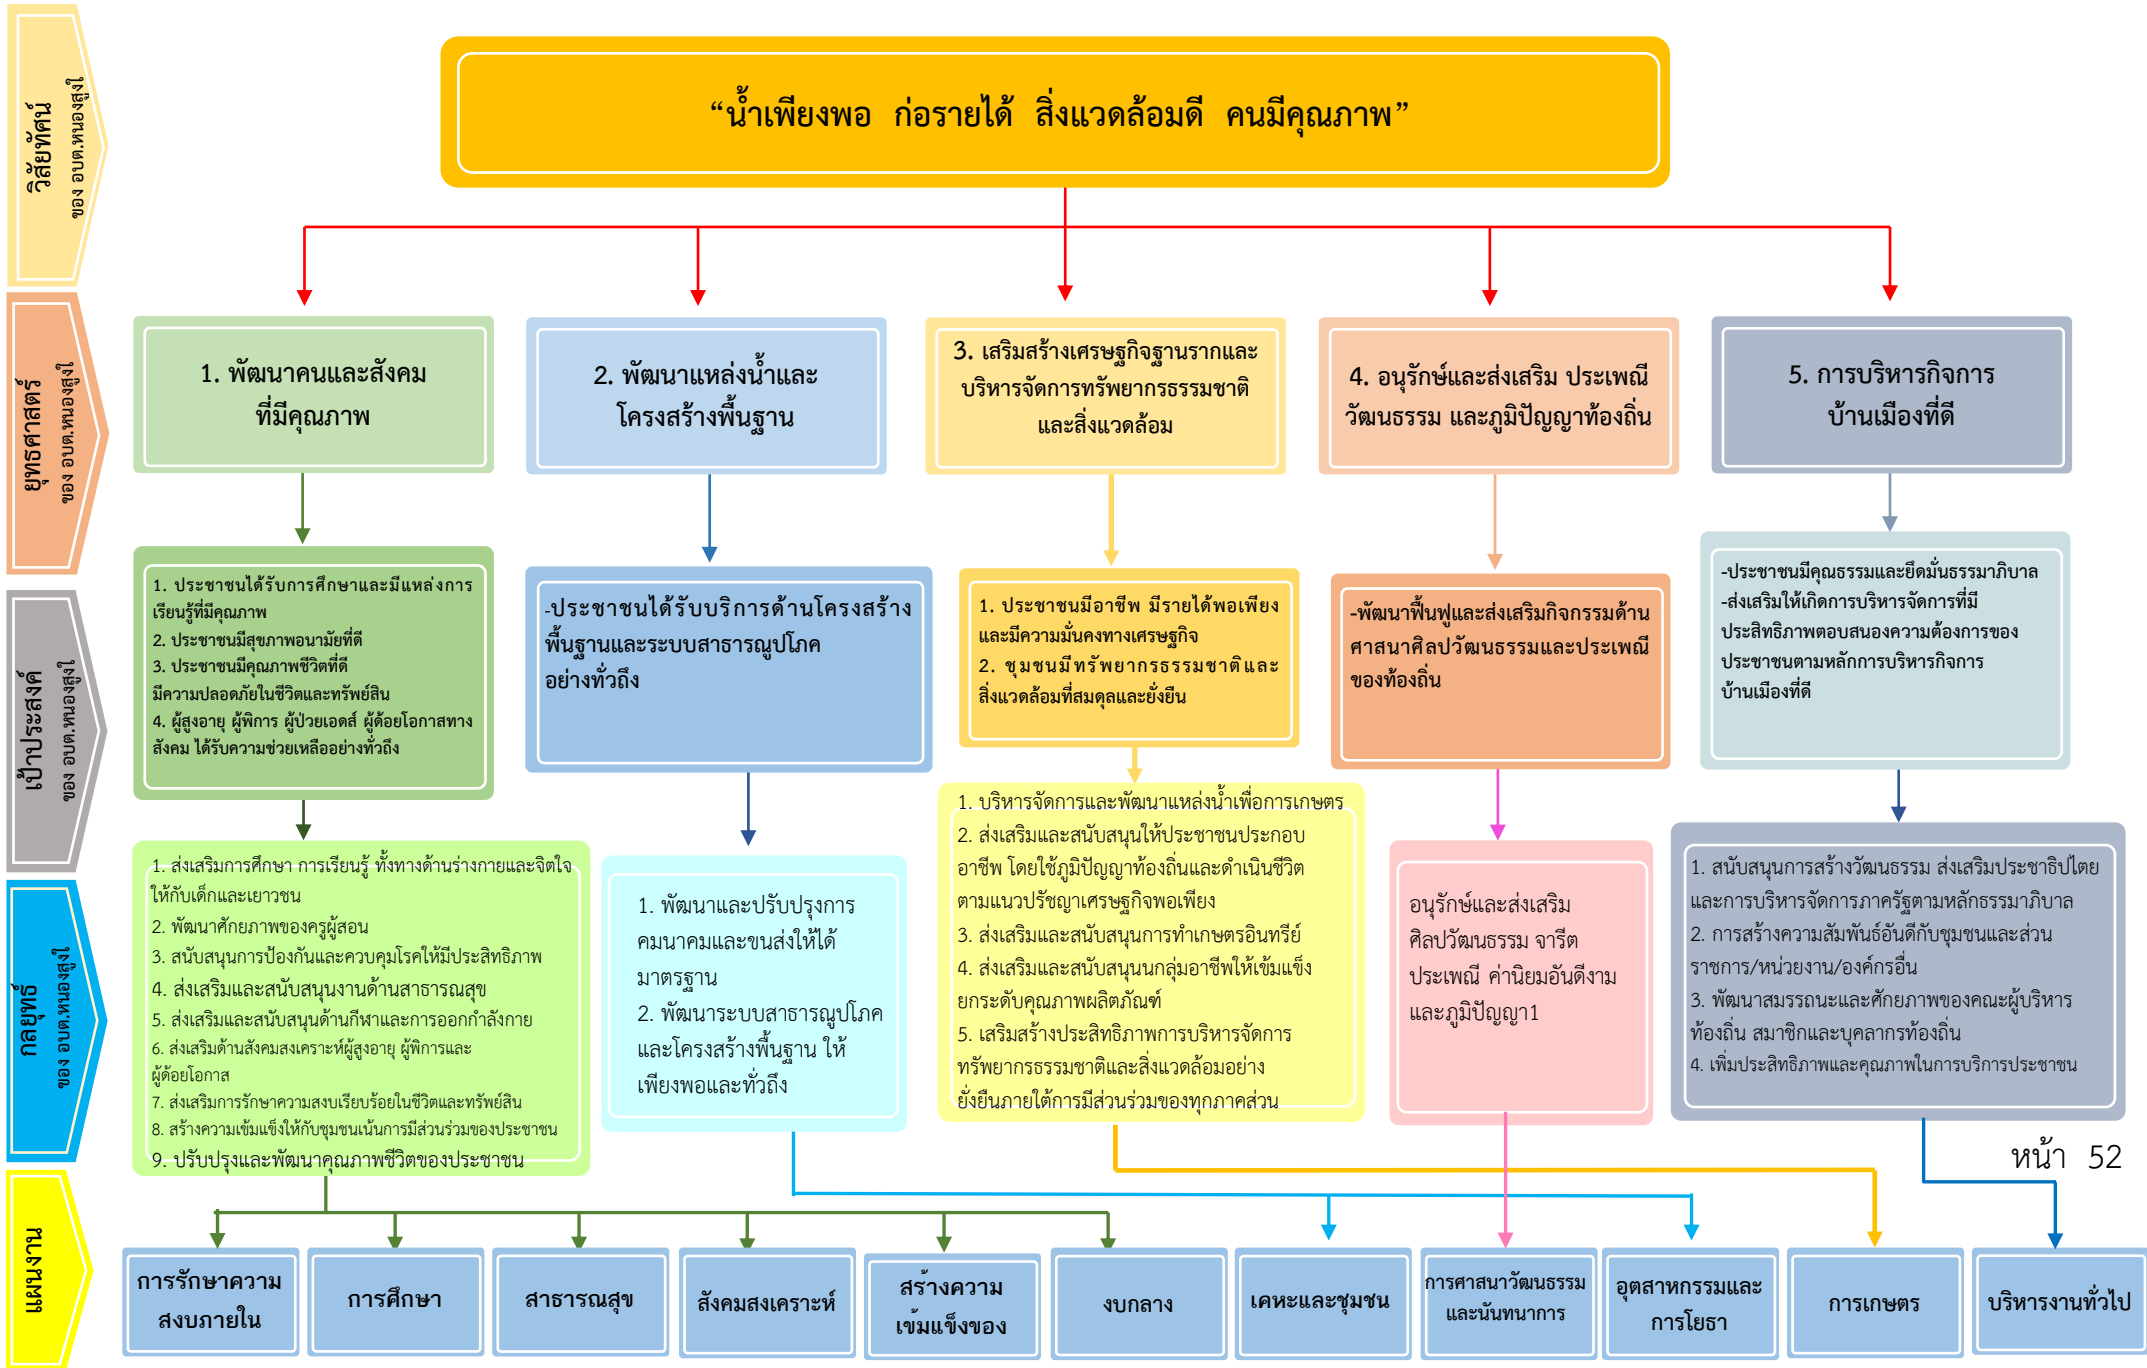 วิสัยทัศน์
ของ อบต.หนองสูงใ
“น้ำเพียงพอ ก่อรายได้ สิ่งแวดล้อมดี คนมีคุณภาพ”
ยุทธศาสตร์
ของ อบต.หนองสูงใ
1. พัฒนาคนและสังคม
ที่มีคุณภาพ
2. พัฒนาแหล่งน้ำและ
โครงสร้างพื้นฐาน
3. เสริมสร้างเศรษฐกิจฐานรากและ
บริหารจัดการทรัพยากรธรรมชาติ
และสิ่งแวดล้อม
4. อนุรักษ์และส่งเสริม ประเพณี
วัฒนธรรม และภูมิปัญญาท้องถิ่น
5. การบริหารกิจการ
บ้านเมืองที่ดี
เป้าประสงค์
ของ อบต.หนองสูงใ
1. ประชาชนได้รับการศึกษาและมีแหล่งการ
เรียนรู้ที่มีคุณภาพ
2. ประชาชนมีสุขภาพอนามัยที่ดี
3. ประชาชนมีคุณภาพชีวิตที่ดี
มีความปลอดภัยในชีวิตและทรัพย์สิน
4. ผู้สูงอายุ ผู้พิการ ผู้ป่วยเอดส์ ผู้ด้อยโอกาสทาง
สังคม ได้รับความช่วยเหลืออย่างทั่วถึง
-ประชาชนได้รับบริการด้านโครงสร้าง
พื้นฐานและระบบสาธารณูปโภค
อย่างทั่วถึง
1. ประชาชนมีอาชีพ มีรายได้พอเพียง
และมีความมั่นคงทางเศรษฐกิจ
2. ชุมชนมีทรัพยากรธรรมชาติและ
สิ่งแวดล้อมที่สมดุลและยั่งยืน
-พัฒนาฟื้นฟูและส่งเสริมกิจกรรมด้าน
ศาสนาศิลปวัฒนธรรมและประเพณี
ของท้องถิ่น
-ประชาชนมีคุณธรรมและยึดมั่นธรรมาภิบาล
-ส่งเสริมให้เกิดการบริหารจัดการที่มี
ประสิทธิภาพตอบสนองความต้องการของ
ประชาชนตามหลักการบริหารกิจการ
บ้านเมืองที่ดี
กลยุทธ์
ของ อบต.หนองสูงใ
1. ส่งเสริมการศึกษา การเรียนรู้ ทั้งทางด้านร่างกายและจิตใจ
ให้กับเด็กและเยาวชน
2. พัฒนาศักยภาพของครูผู้สอน
3. สนับสนุนการป้องกันและควบคุมโรคให้มีประสิทธิภาพ
4. ส่งเสริมและสนับสนุนงานด้านสาธารณสุข
5. ส่งเสริมและสนับสนุนด้านกีฬาและการออกกำลังกาย
6. ส่งเสริมด้านสังคมสงเคราะห์ผู้สูงอายุ ผู้พิการและ
ผู้ด้อยโอกาส
7. ส่งเสริมการรักษาความสงบเรียบร้อยในชีวิตและทรัพย์สิน
8. สร้างความเข้มแข็งให้กับชุมชนเน้นการมีส่วนร่วมของประชาชน
9. ปรับปรุงและพัฒนาคุณภาพชีวิตของประชาชน
1. พัฒนาและปรับปรุงการ
คมนาคมและขนส่งให้ได้
มาตรฐาน
2. พัฒนาระบบสาธารณูปโภค
และโครงสร้างพื้นฐาน ให้
เพียงพอและทั่วถึง
1. บริหารจัดการและพัฒนาแหล่งน้ำเพื่อการเกษตร
2. ส่งเสริมและสนับสนุนให้ประชาชนประกอบ
อาชีพ โดยใช้ภูมิปัญญาท้องถิ่นและดำเนินชีวิต
ตามแนวปรัชญาเศรษฐกิจพอเพียง
3. ส่งเสริมและสนับสนุนการทำเกษตรอินทรีย์
4. ส่งเสริมและสนับสนุนนกลุ่มอาชีพให้เข้มแข็ง
ยกระดับคุณภาพผลิตภัณฑ์
5. เสริมสร้างประสิทธิภาพการบริหารจัดการ
ทรัพยากรธรรมชาติและสิ่งแวดล้อมอย่าง
ยั่งยืนภายใต้การมีส่วนร่วมของทุกภาคส่วน
อนุรักษ์และส่งเสริม
ศิลปวัฒนธรรม จารีต
ประเพณี ค่านิยมอันดีงาม
และภูมิปัญญา1
1. สนับสนุนการสร้างวัฒนธรรม ส่งเสริมประชาธิปไตย
และการบริหารจัดการภาครัฐตามหลักธรรมาภิบาล
2. การสร้างความสัมพันธ์อันดีกับชุมชนและส่วน
ราชการ/หน่วยงาน/องค์กรอื่น
3. พัฒนาสมรรถนะและศักยภาพของคณะผู้บริหาร
ท้องถิ่น สมาชิกและบุคลากรท้องถิ่น
4. เพิ่มประสิทธิภาพและคุณภาพในการบริการประชาชน
หน้า 52
แผนงาน
การรักษาความ
สงบภายใน
การศึกษา
สาธารณสุข
สังคมสงเคราะห์
สร้างความ
เข้มแข็งของ
งบกลาง
เคหะและชุมชน
การศาสนาวัฒนธรรม
และนันทนาการ
อุตสาหกรรมและ
การโยธา
การเกษตร
บริหารงานทั่วไป